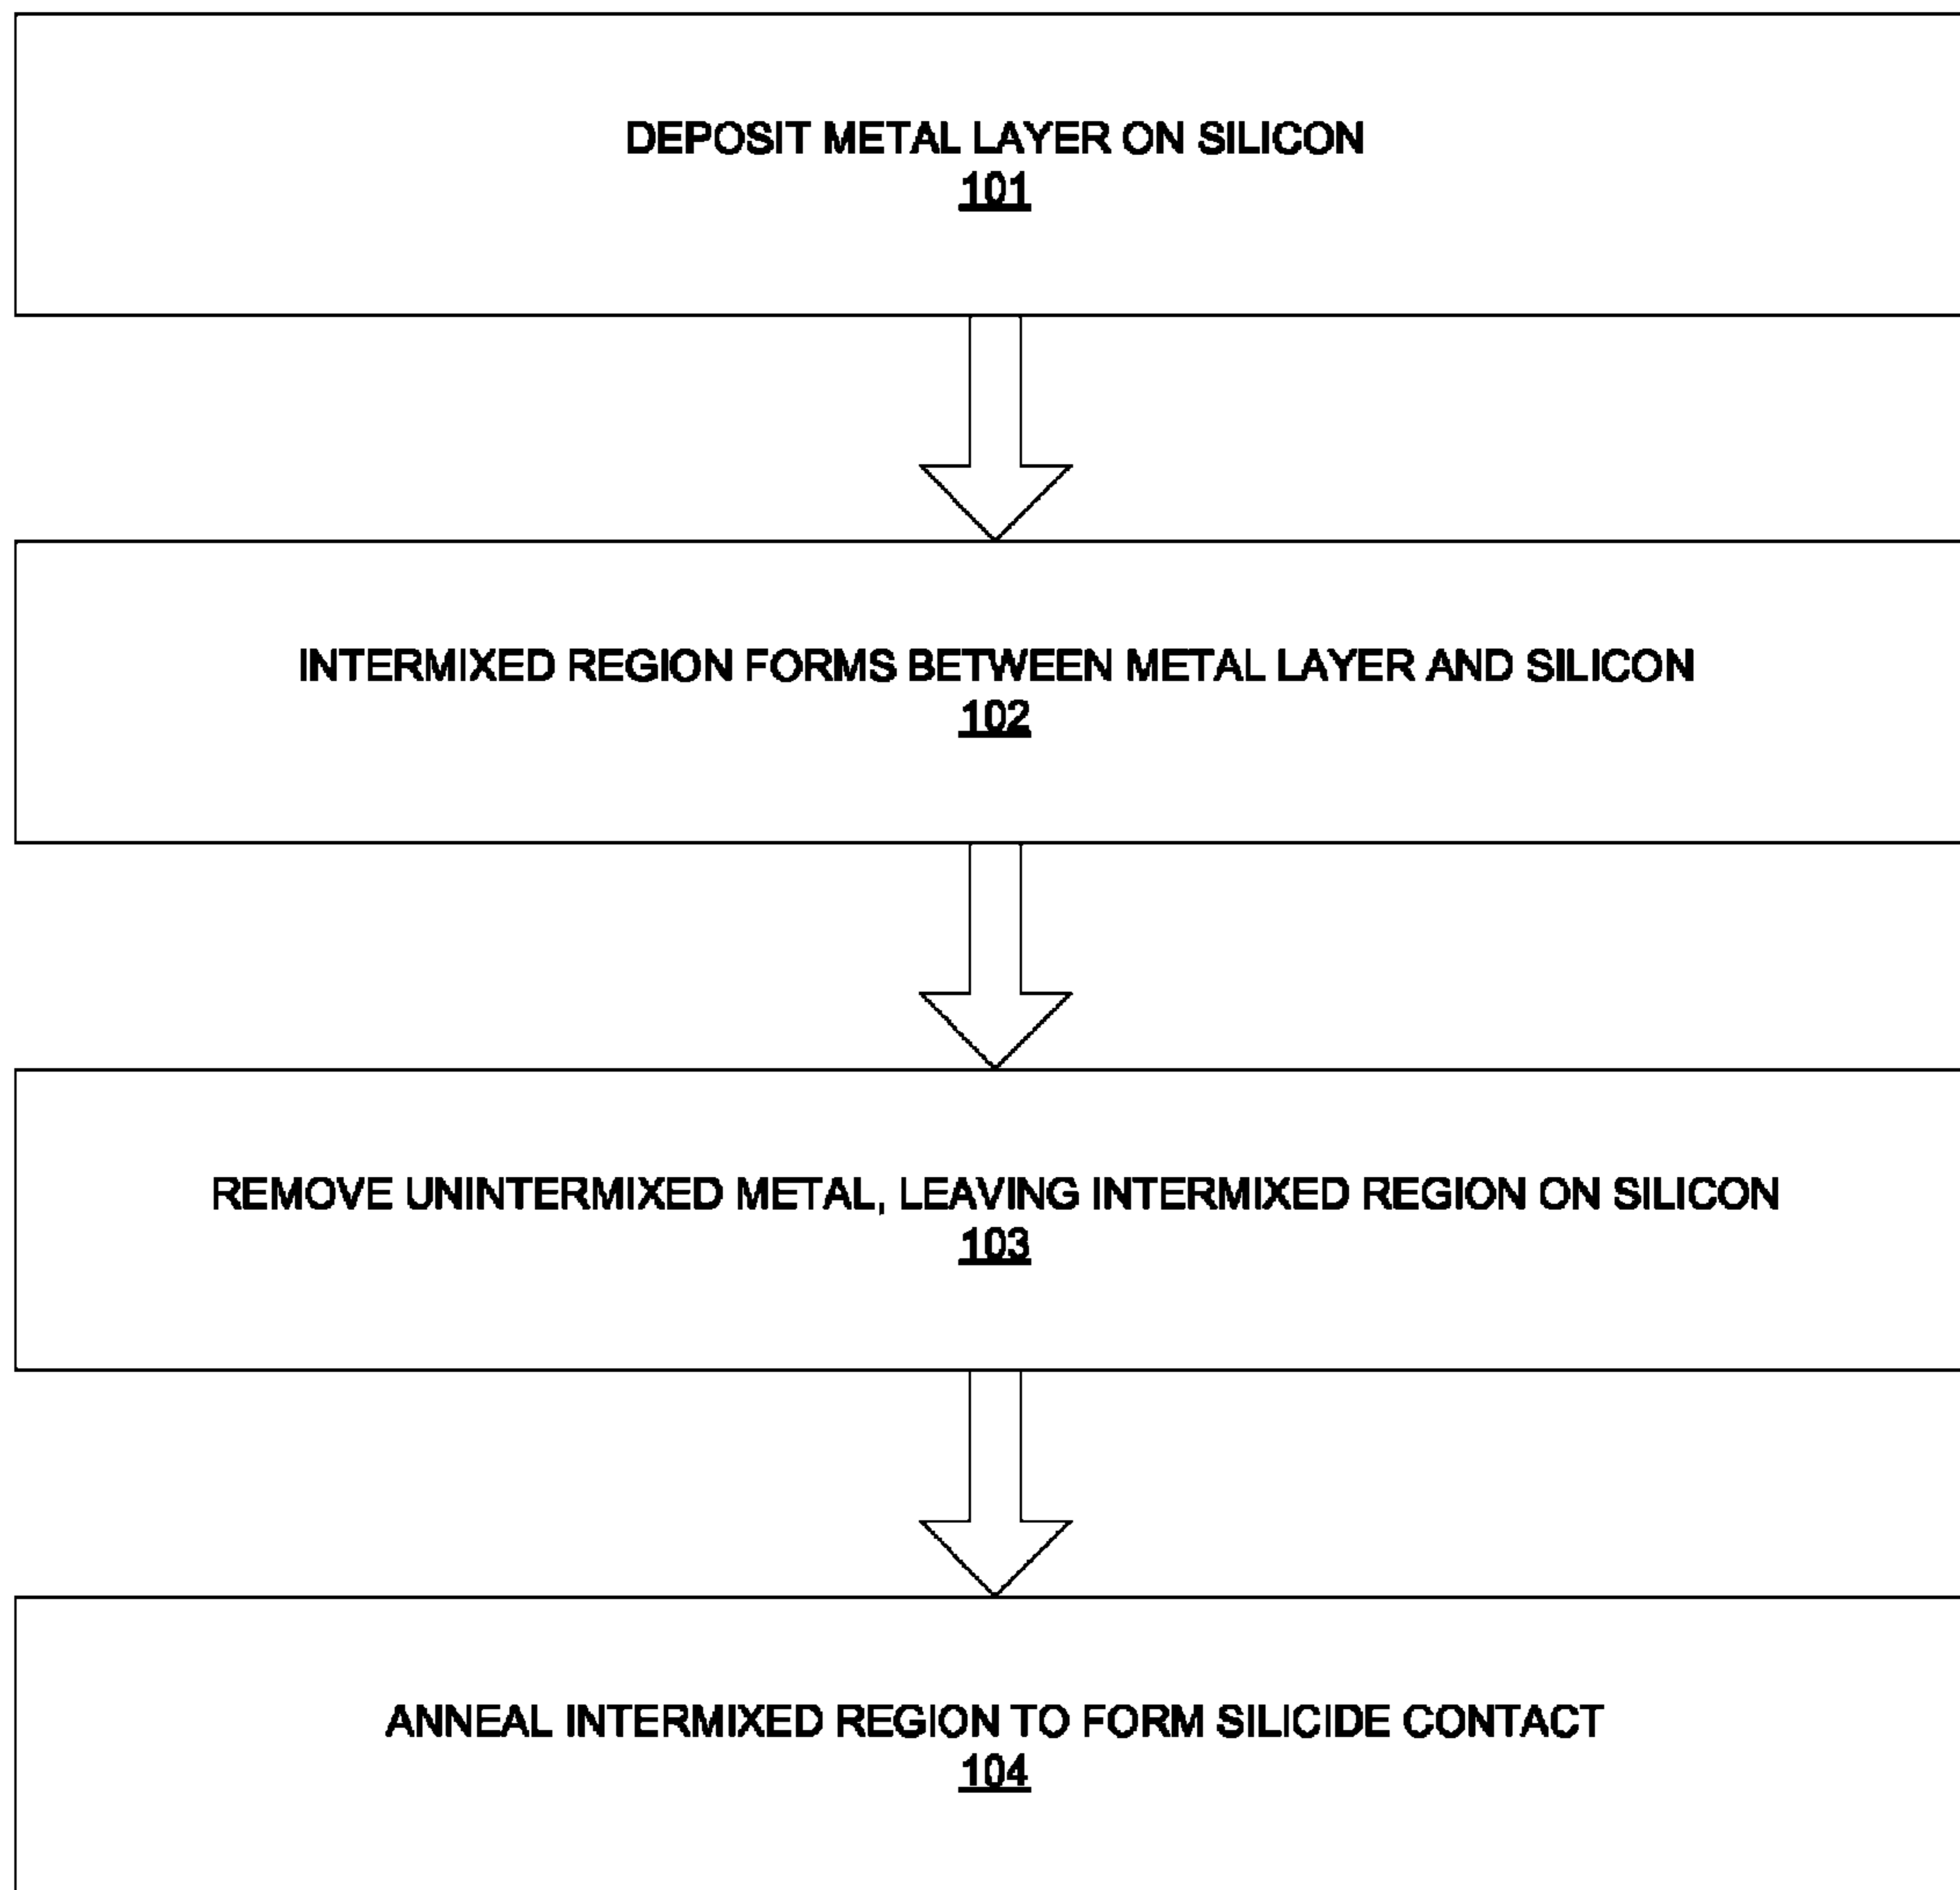 DEPOSIT METAL LAYER ON SILICON
101
INTERMIXED REGION FORMS BETWEEN METAL LAYER AND SILICON
102
REMOVE UNINTERMIXED METAL, LEAVING INTERMIXED REGION ON SILICON
103
ANNEAL INTERMIXED REGION TO FORM SILICIDE CONTACT
104